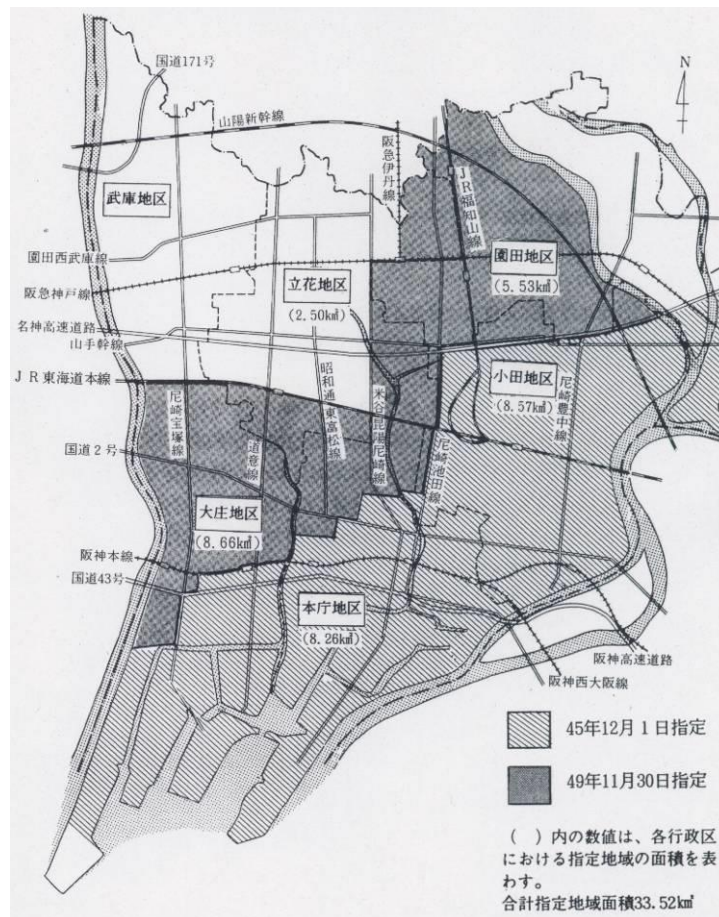 国道171号
N
山陽新幹線
阪急伊丹線
JR福知山線
武庫地区
園田西武庫線
園田地区
(5.53k㎡)
立花地区
(2.50k㎡)
阪急神戸線
名神高速道路
山手幹線
小田地区
(8.57k㎡)
JR東海道本線
尼崎宝塚線
道意線
昭和通東富松線
米谷昆陽尼崎線
尼崎池田線
尼崎豊中線
国道2号
大庄地区
(8.66k㎡)
阪神本線
国道43号
本庁地区
(8.26k㎡)
阪神高速道路
阪神西大阪線
45年12月1日指定
49年11月30日指定
( )内の数値は、各行政区
における指定地域の面積を表
わす。
合計指定地域面積33.52k㎡